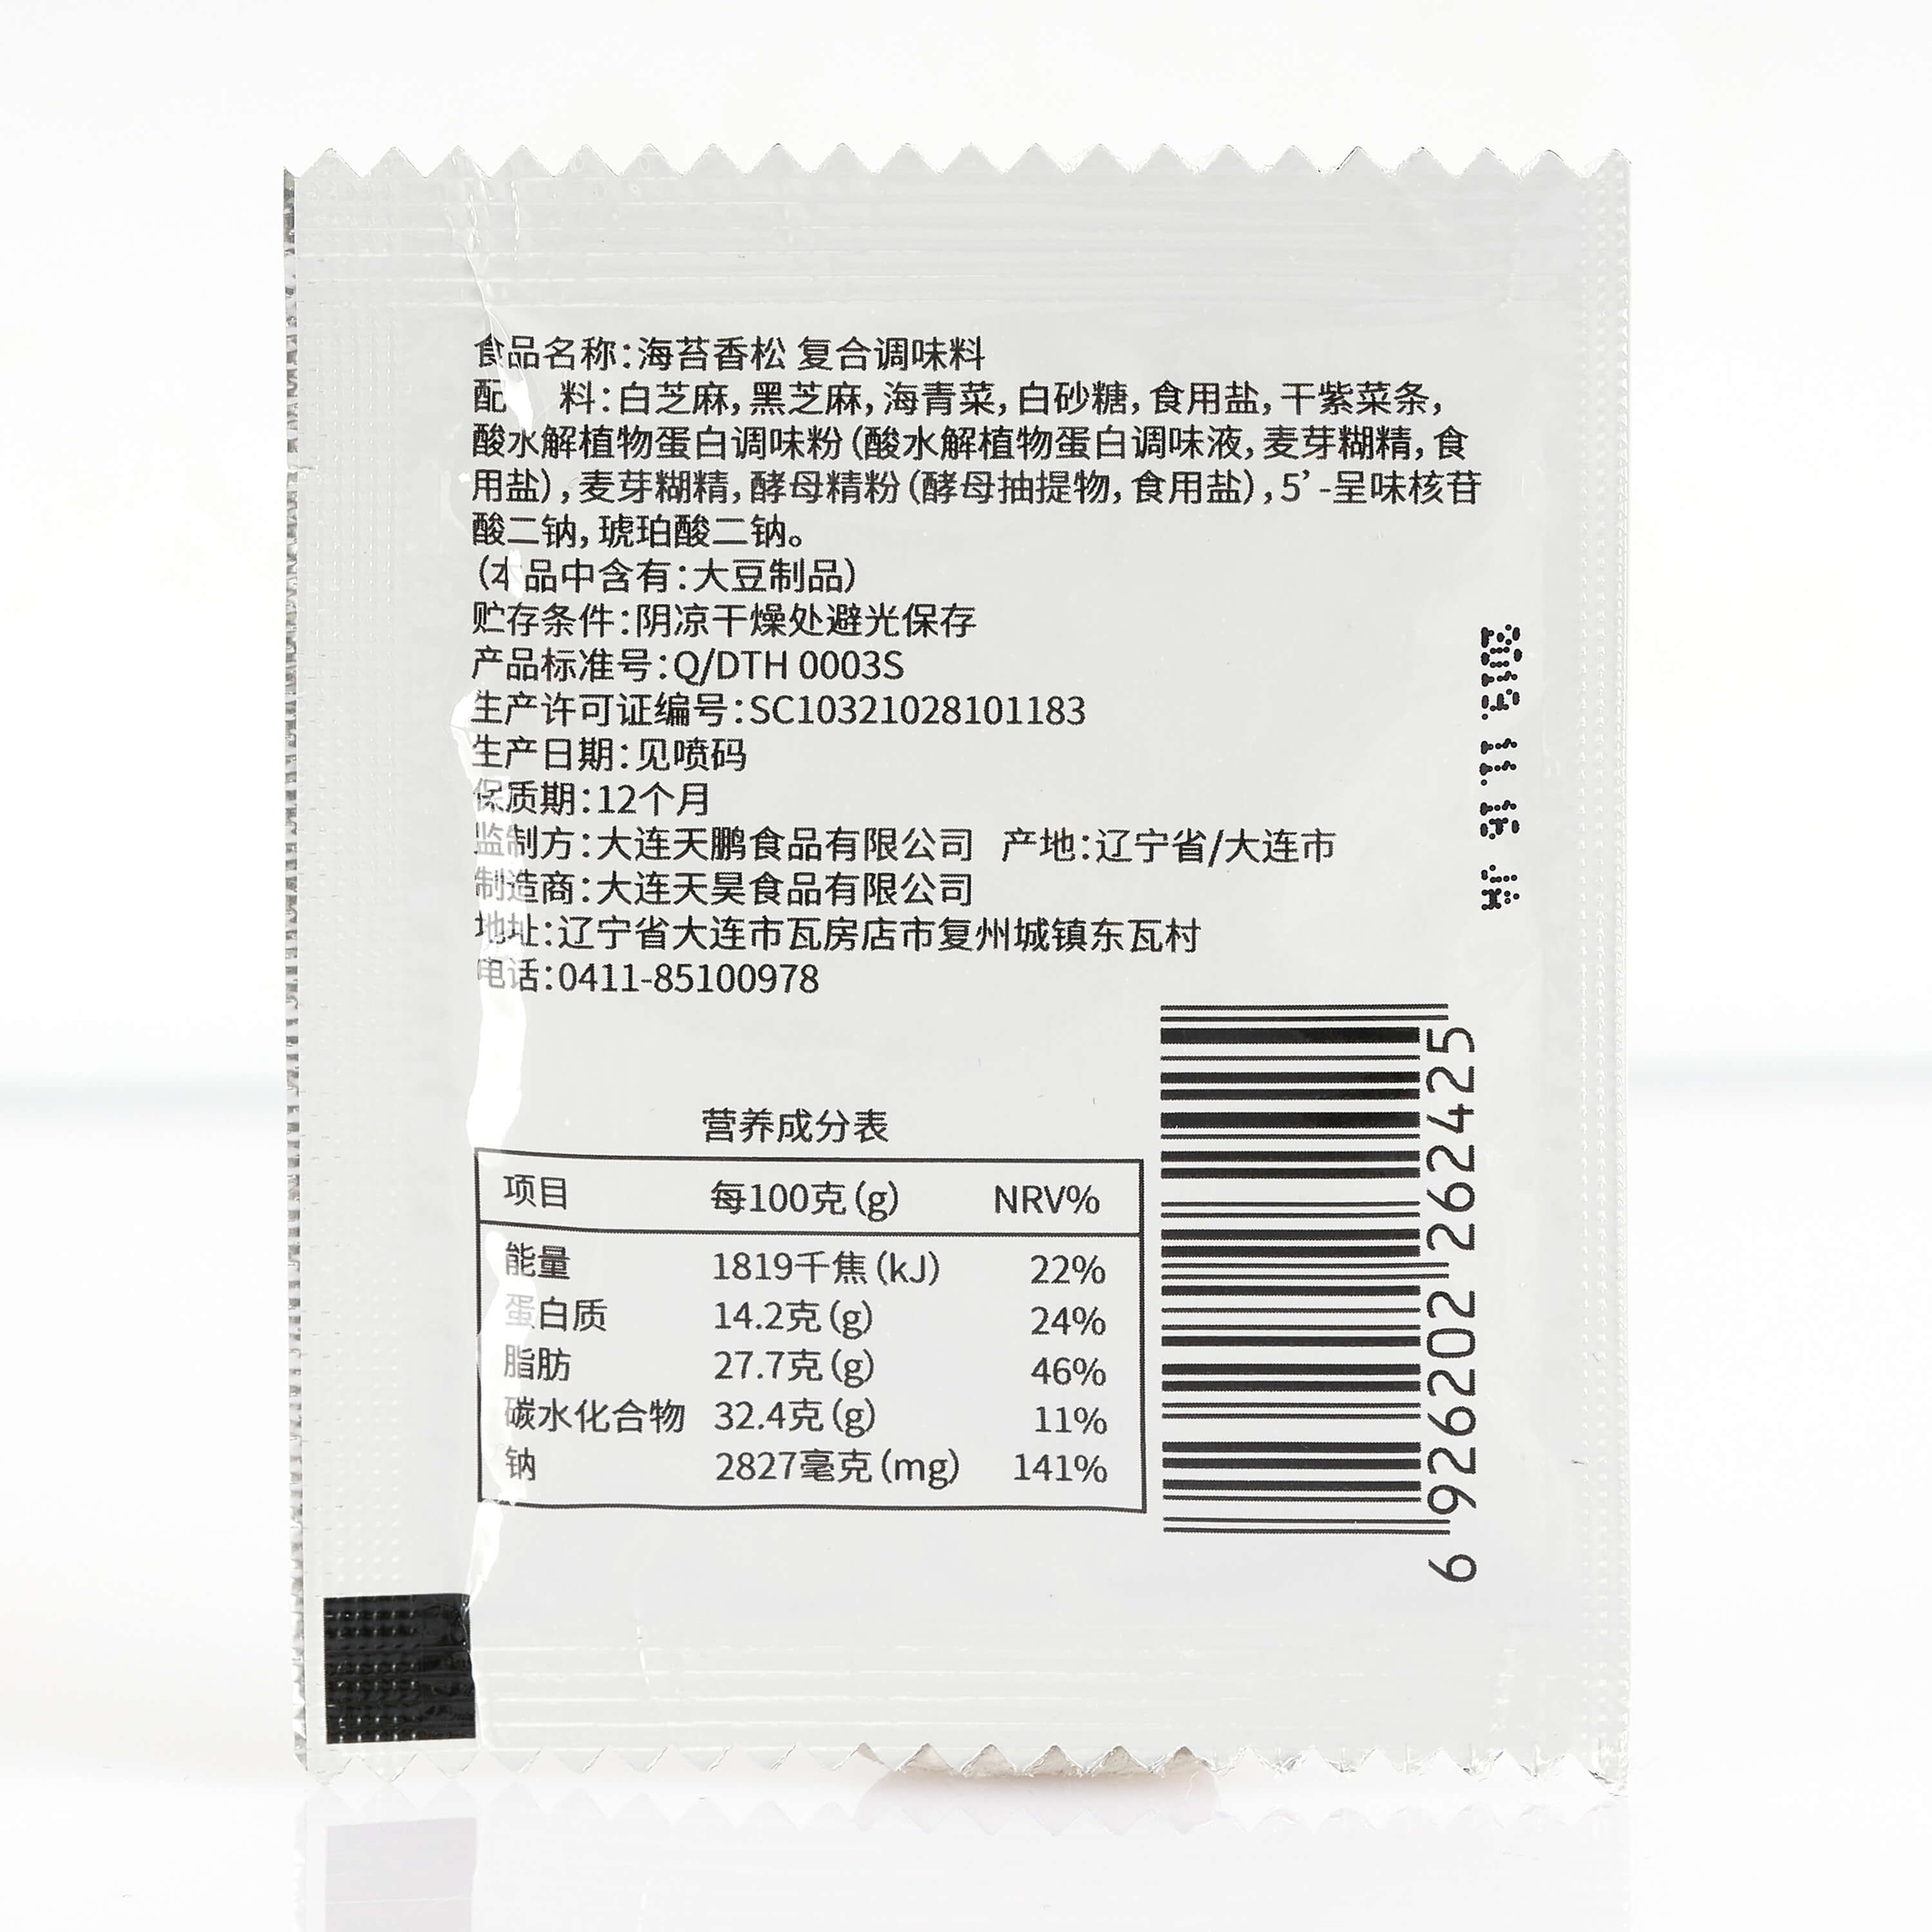 食品名称:海苔香松 复合调味料
配 料:白芝麻,黑芝麻,海青菜,白砂糖,食用盐,干紫菜条,
酸水解植物蛋白调味粉(酸水解植物蛋白调味液,麦芽糊精,食
用盐),麦芽糊精,酵母精粉(酵母抽提物,食用盐),5’-呈味核苷
酸二钠,琥珀酸二钠。
(本品中含有:大豆制品)
贮存条件:阴凉干燥处避光保存
产品标准号:Q/DTH 0003S
生产许可证编号:SC10321028101183
生产日期:见喷码
保质期:12个月
监制方:大连天鹏食品有限公司 产地:辽宁省/大连市
制造商:大连天昊食品有限公司
地址:辽宁省大连市瓦房店市复州城镇东瓦村
电话:0411-85100978
营养成分表
项目 每100克(g) NRV%
能量 1819千焦(kJ) 22%
蛋白质 14.2克(g) 24%
脂肪 27.7克(g) 46%
碳水化合物 32.4克(g) 11%
钠 2827毫克(mg) 141%
6 926202 262425